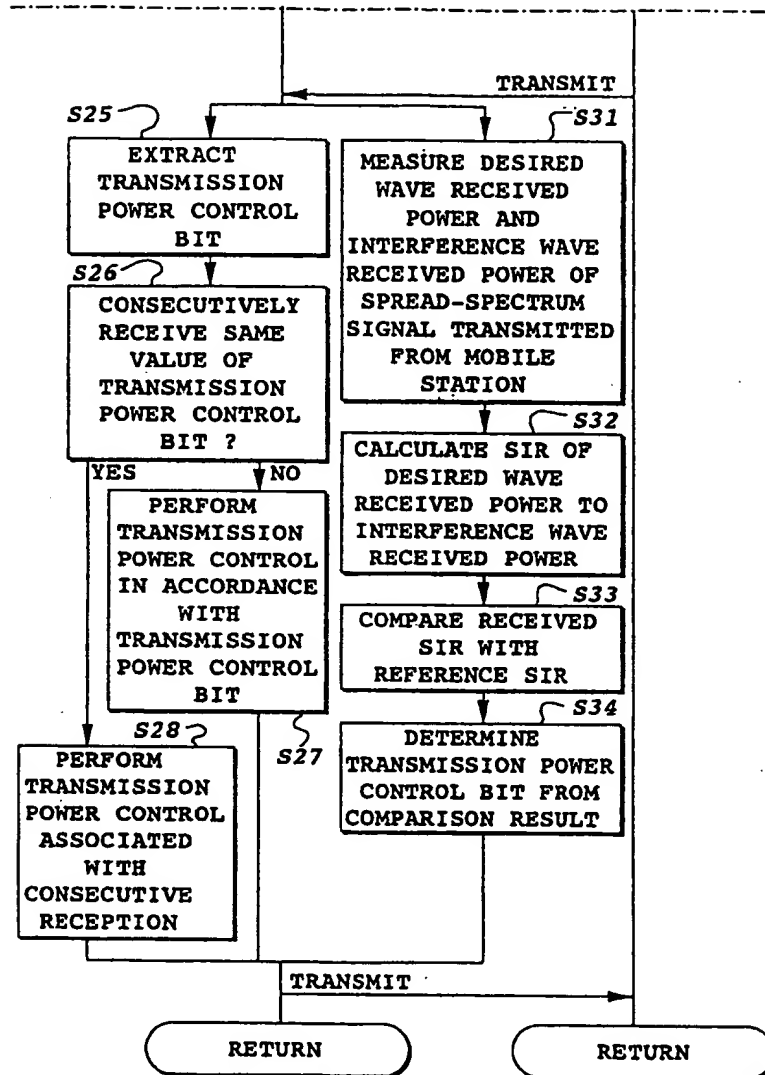 TRANSMIT
S25
EXTRACT
TRANSMISSION
POWER CONTROL
BIT
S26
CONSECUTIVELY
RECEIVE SAME
VALUE OF
TRANSMISSION
POWER CONTROL
BIT ?
YES
NO
PERFORM
TRANSMISSION
POWER CONTROL
IN ACCORDANCE
WITH
TRANSMISSION
POWER CONTROL
BIT
S27
S28
PERFORM
TRANSMISSION
POWER CONTROL
ASSOCIATED
WITH
CONSECUTIVE
RECEPTION
S31
MEASURE DESIRED
WAVE RECEIVED
POWER AND
INTERFERENCE WAVE
RECEIVED POWER OF
SPREAD-SPECTRUM
SIGNAL TRANSMITTED
FROM MOBILE
STATION
S32
CALCULATE SIR OF
DESIRED WAVE
RECEIVED POWER TO
INTERFERENCE WAVE
RECEIVED POWER
S33
COMPARE RECEIVED
SIR WITH
REFERENCE SIR
S34
DETERMINE
TRANSMISSION POWER
CONTROL BIT FROM
COMPARISON RESULT
TRANSMIT
RETURN
RETURN